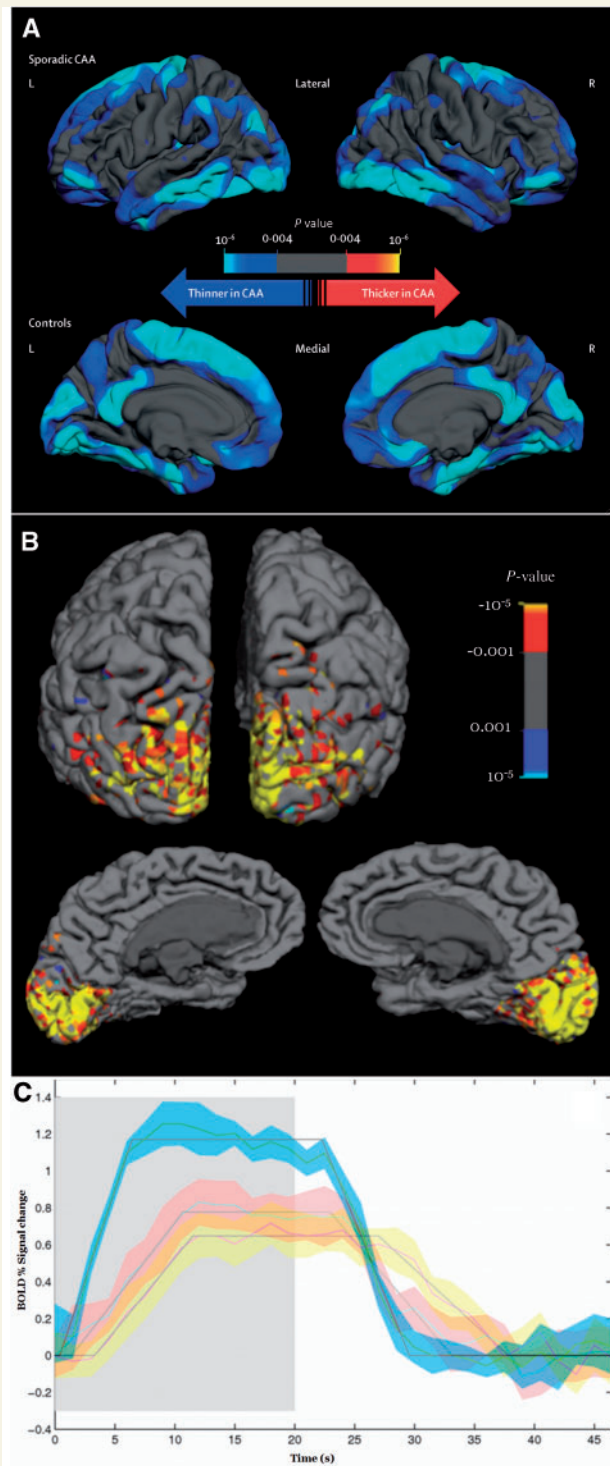 A
Sporadic CAA
L Lateral R
P value
10⁻⁶ 0·004 0·004 10⁻⁶
Thinner in CAA Thicker in CAA
Controls
L Medial R
B
P-value
-10⁻⁵
-0.001
0.001
10⁻⁵
C
BOLD % Signal change
1.4
1.2
1
0.8
0.6
0.4
0.2
0
-0.2
-0.4
0 5 10 15 20 25 30 35 40 45
Time (s)